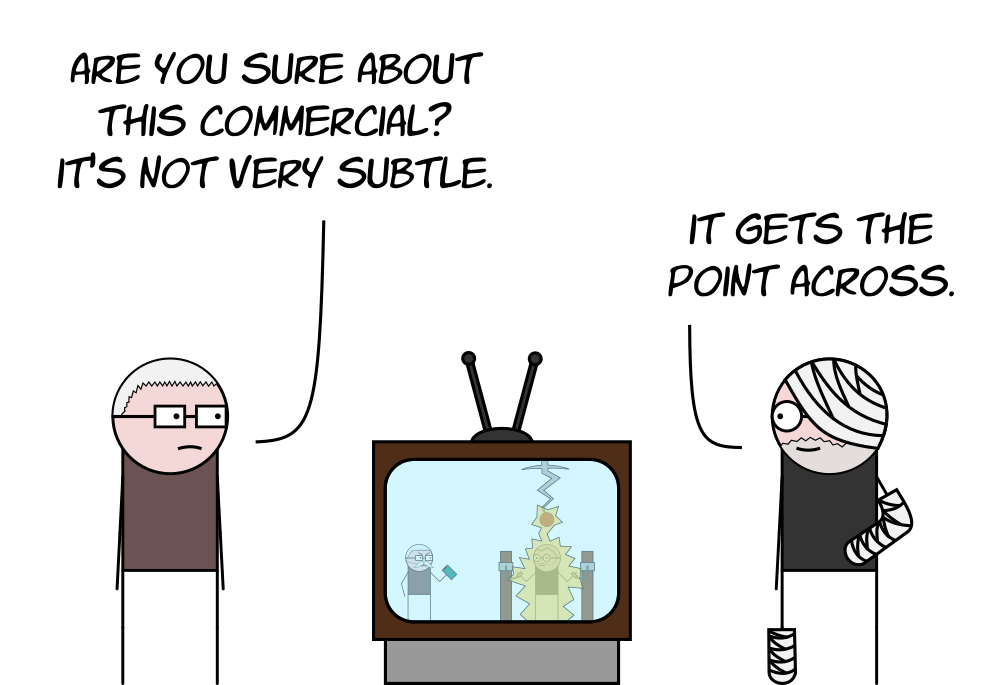 ARE YOU SURE ABOUT
THIS COMMERCIAL?
IT'S NOT VERY SUBTLE.
IT GETS THE
POINT ACROSS.